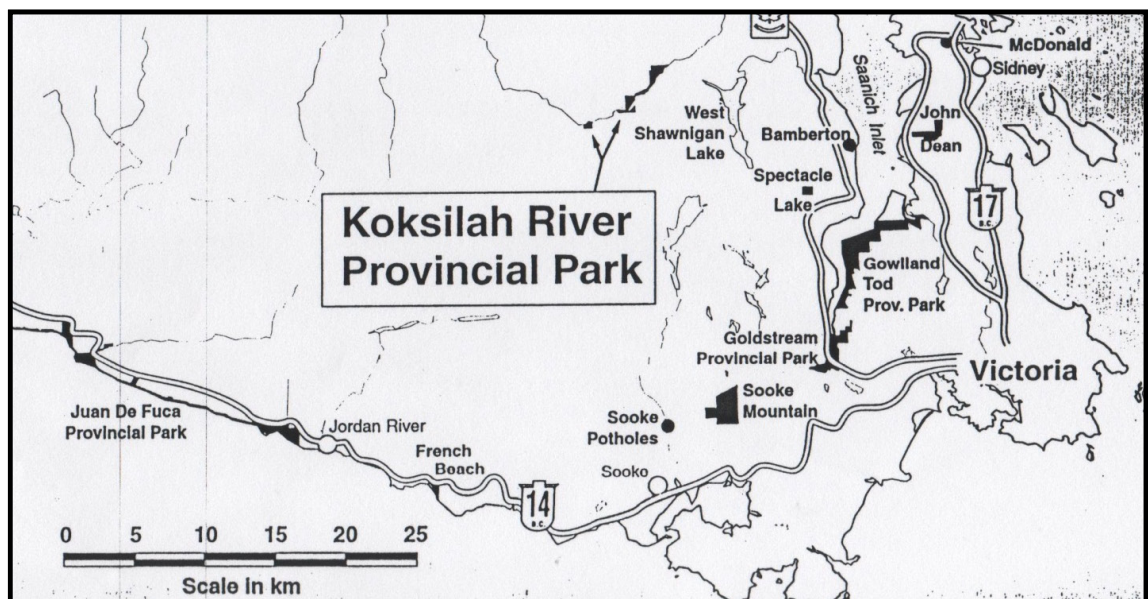 McDonald
Sidney
Saanich Inlet
West
Shawnigan
Lake
Bamberton
John
Dean
Spectacle
Lake
17
B.C.
Koksilah River
Provincial Park
Gowlland
Tod
Prov. Park
Goldstream
Provincial Park
Victoria
Juan De Fuca
Provincial Park
Jordan River
French
Beach
Sooke
Potholes
Sooke
Mountain
Sooke
14
B.C.
0 5 10 15 20 25
Scale in km